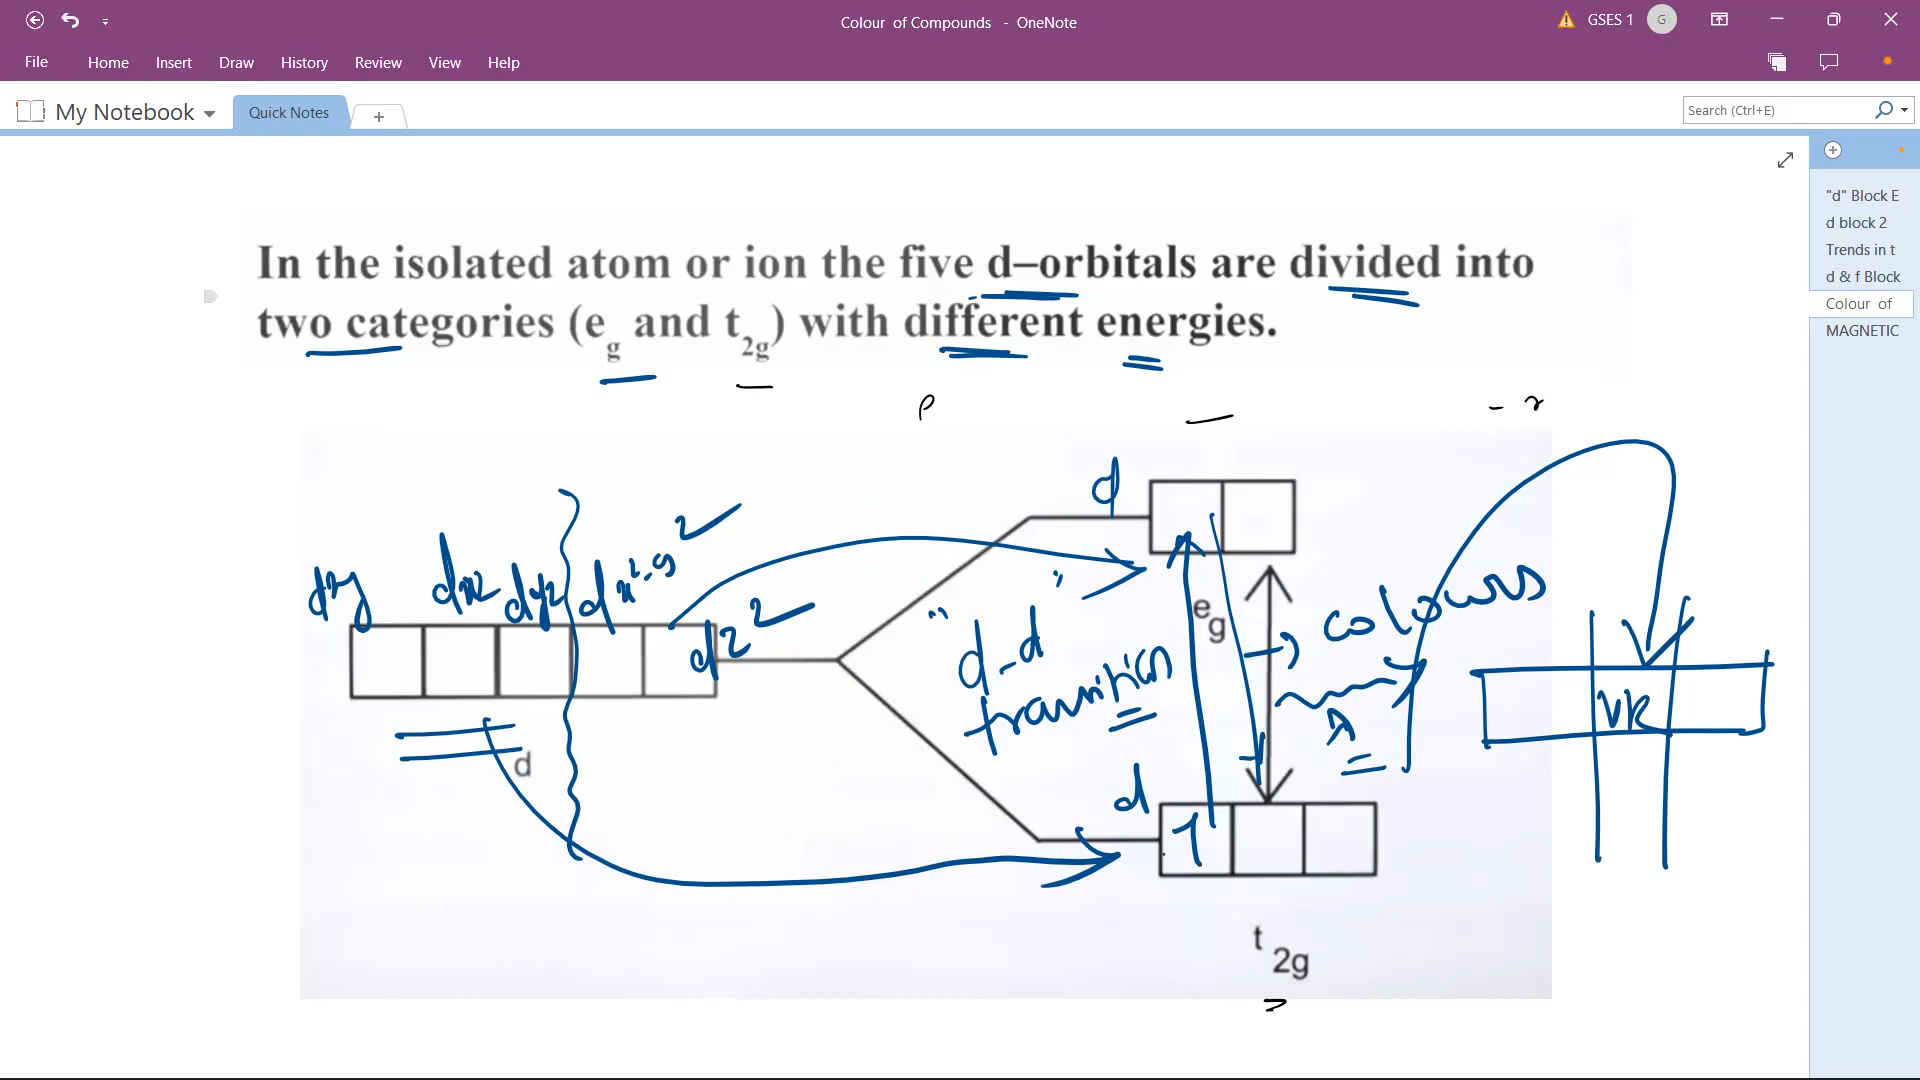 Colour of Compounds - OneNote
GSES 1
G
File Home Insert Draw History Review View Help
My Notebook
Quick Notes
+
Search (Ctrl+E)
"d" Block E
d block 2
Trends in t
d & f Block
Colour of
MAGNETIC
In the isolated atom or ion the five d–orbitals are divided into
two categories (eg and t2g) with different energies.
d
dxy dxz dyz dx²-y²
dz²
eg
→ colours
"d-d"
transition
λ
VR
d
d
1
t2g